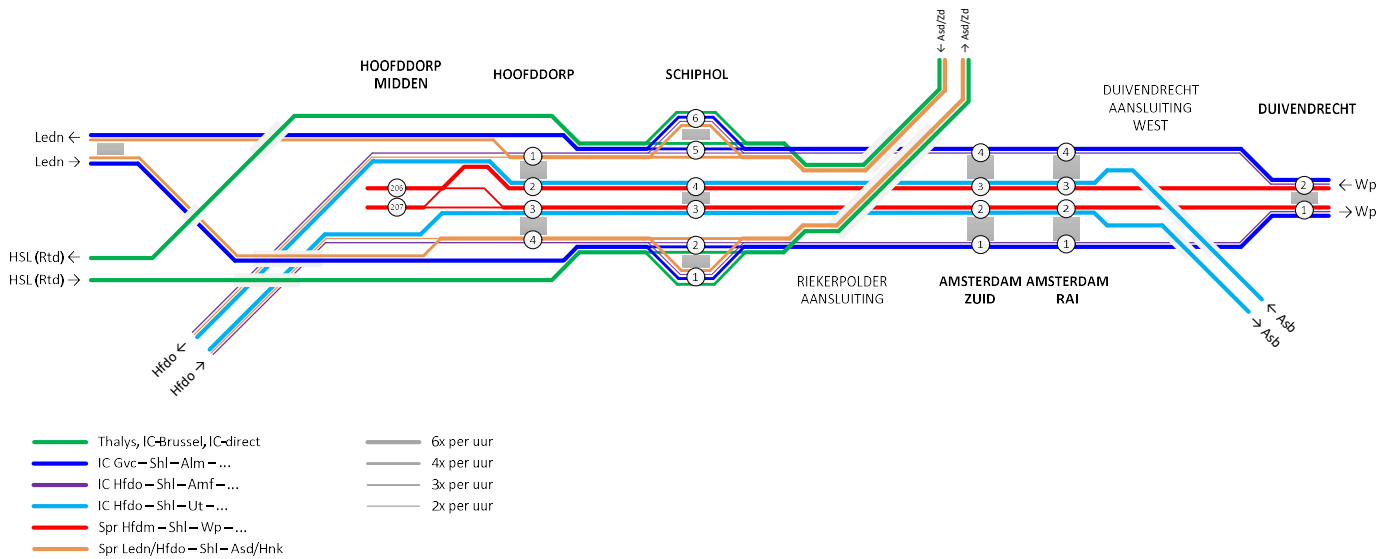 ← Asd/Zd
→ Asd/Zd
HOOFDDORP
MIDDEN
HOOFDDORP
SCHIPHOL
DUIVENDRECHT
AANSLUITING
WEST
DUIVENDRECHT
Ledn ←
Ledn →
6
5
1
4
4
206
2
4
3
3
2
← Wp
207
3
3
2
2
1
→ Wp
4
2
1
1
HSL (Rtd) ←
HSL (Rtd) →
1
RIEKERPOLDER
AANSLUITING
AMSTERDAM
ZUID
AMSTERDAM
RAI
← Asb
→ Asb
Hfdo ←
Hfdo →
Thalys, IC-Brussel, IC-direct
IC Gvc – Shl – Alm – ...
IC Hfdo – Shl – Amf – ...
IC Hfdo – Shl – Ut – ...
Spr Hfdm – Shl – Wp – ...
Spr Ledn/Hfdo – Shl – Asd/Hnk
6x per uur
4x per uur
3x per uur
2x per uur